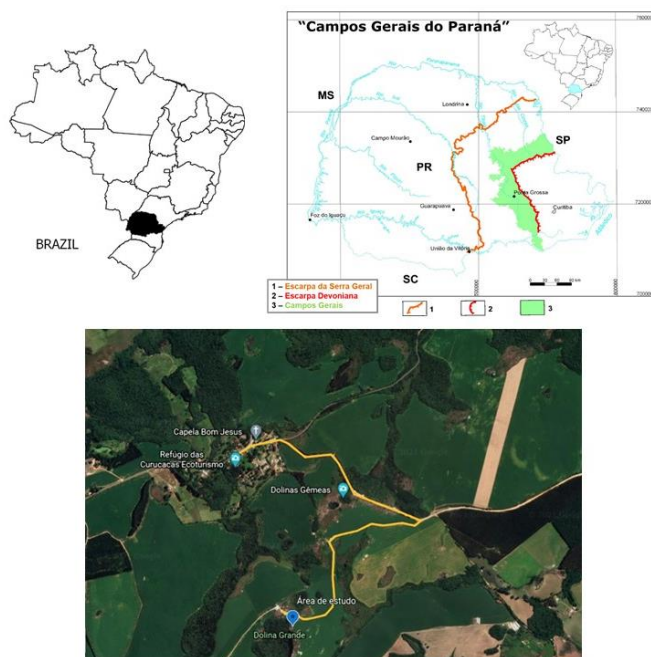 BRAZIL
“Campos Gerais do Paraná”
MS
Londrina
SP
Campo Mourão
PR
Ponta Grossa
Guarapuava
Curitiba
Foz do Iguaçu
União da Vitória
SC
1 – Escarpa da Serra Geral
2 – Escarpa Devoniana
3 – Campos Gerais
1
2
3
Capela Bom Jesus
Refúgio das
Curucacas Ecoturismo
Dolinas Gêmeas
Área de estudo
Dolina Grande